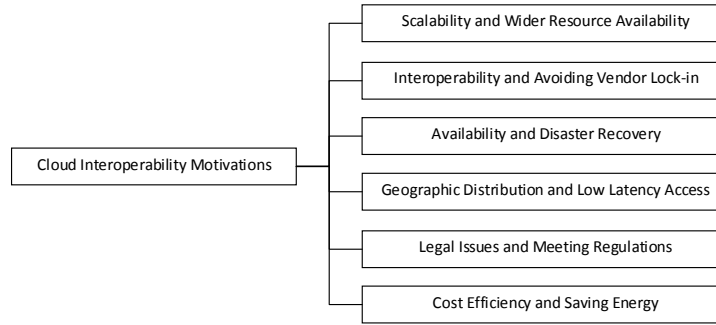 Scalability and Wider Resource Availability
Interoperability and Avoiding Vendor Lock-in
Availability and Disaster Recovery
Cloud Interoperability Motivations
Geographic Distribution and Low Latency Access
Legal Issues and Meeting Regulations
Cost Efficiency and Saving Energy